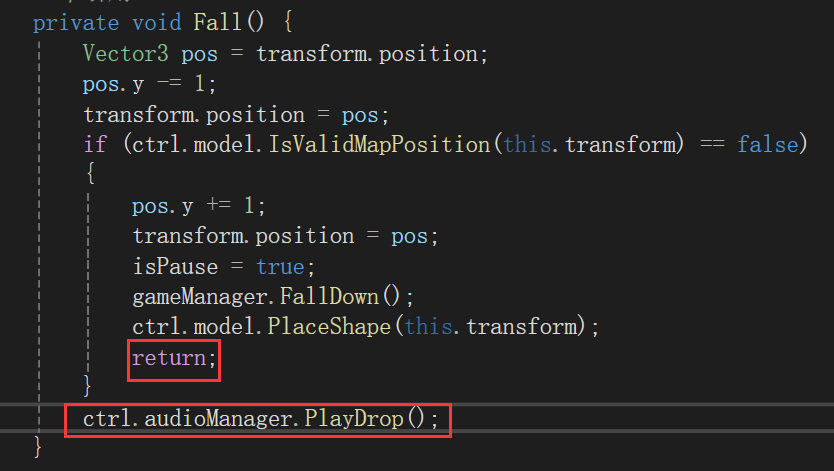 private void Fall() {
Vector3 pos = transform.position;
pos.y -= 1;
transform.position = pos;
if (ctrl.model.IsValidMapPosition(this.transform) == false)
{
pos.y += 1;
transform.position = pos;
isPause = true;
gameManager.FallDown();
ctrl.model.PlaceShape(this.transform);
return;
}
ctrl.audioManager.PlayDrop();
}